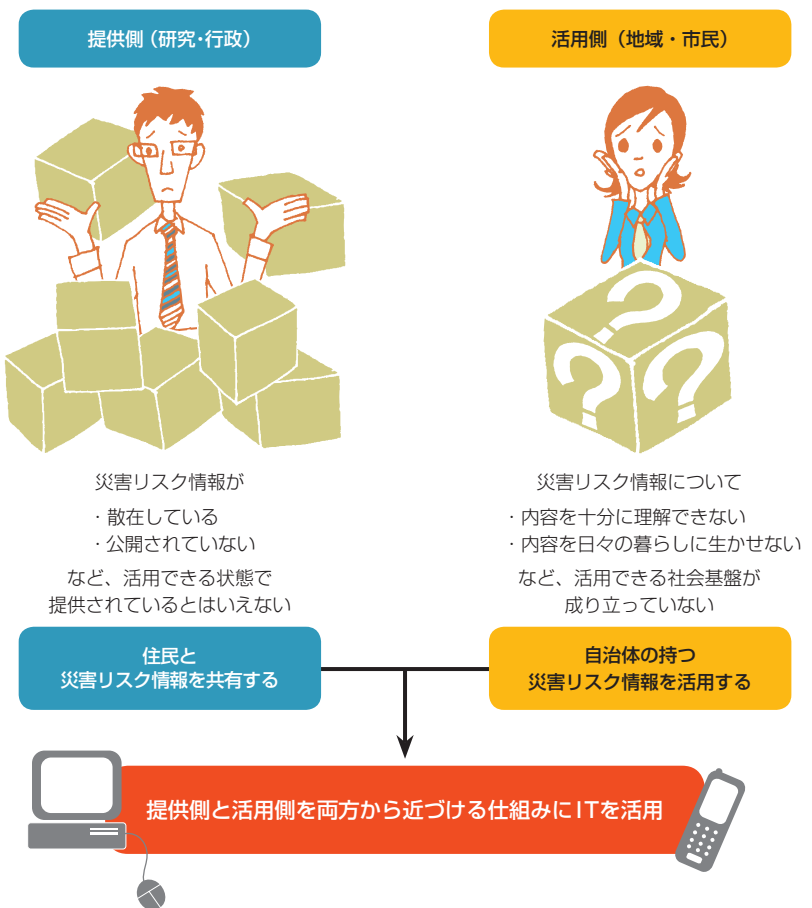 提供側（研究・行政）
災害リスク情報が
・散在している
・公開されていない
など、活用できる状態で
提供されているとはいえない
住民と
災害リスク情報を共有する
活用側（地域・市民）
?
?
?
災害リスク情報について
・内容を十分に理解できない
・内容を日々の暮らしに生かせない
など、活用できる社会基盤が
成り立っていない
自治体の持つ
災害リスク情報を活用する
提供側と活用側を両方から近づける仕組みにITを活用